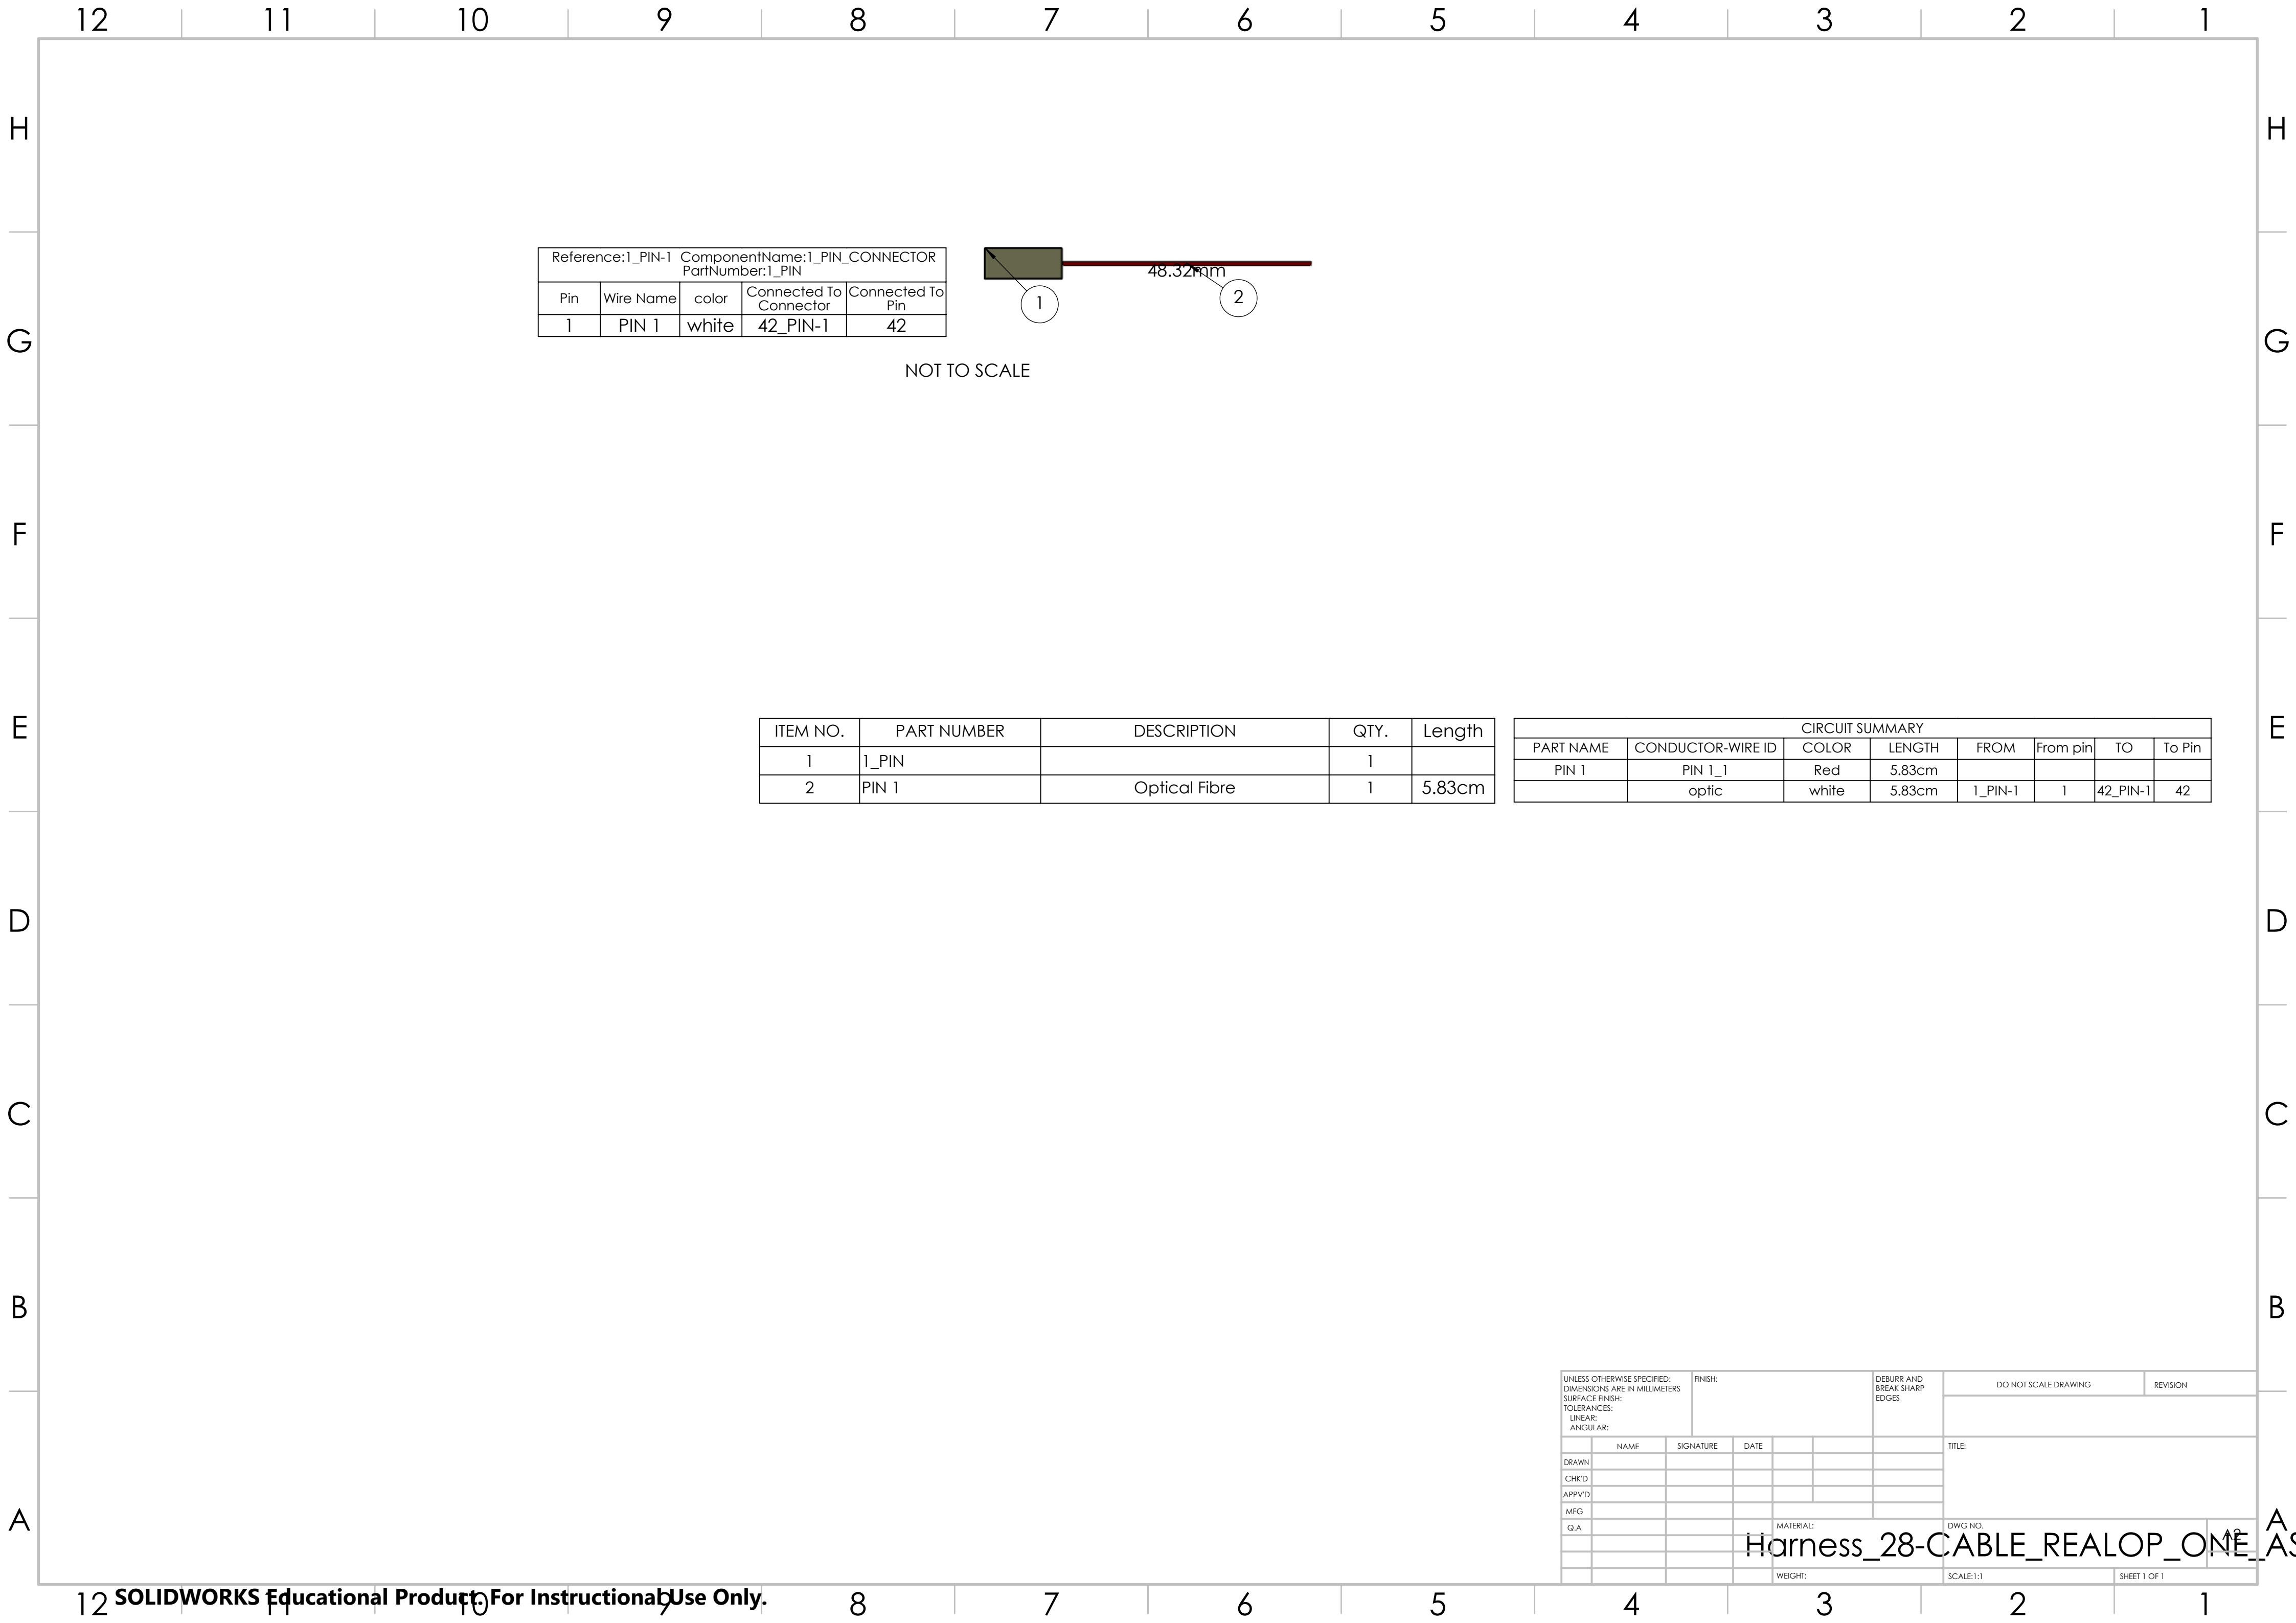 12 11 10 9 8 7 6 5 4 3 2 1
H H
Reference:1_PIN-1 ComponentName:1_PIN_CONNECTOR
PartNumber:1_PIN
Pin Wire Name color Connected To Connector Connected To Pin
1 PIN 1 white 42_PIN-1 42
48.32mm
1 2
G G
NOT TO SCALE
F F
E E
ITEM NO. PART NUMBER DESCRIPTION QTY. Length
1 1_PIN 1
2 PIN 1 Optical Fibre 1 5.83cm
CIRCUIT SUMMARY
PART NAME CONDUCTOR-WIRE ID COLOR LENGTH FROM From pin TO To Pin
PIN 1 PIN 1_1 Red 5.83cm
optic white 5.83cm 1_PIN-1 1 42_PIN-1 42
D D
C C
B B
UNLESS OTHERWISE SPECIFIED:
DIMENSIONS ARE IN MILLIMETERS
SURFACE FINISH:
TOLERANCES:
LINEAR:
ANGULAR:
FINISH:
DEBURR AND
BREAK SHARP
EDGES
DO NOT SCALE DRAWING
REVISION
NAME SIGNATURE DATE
TITLE:
DRAWN
CHK'D
APPV'D
MFG
Q.A
MATERIAL:
DWG NO.
A A
Harness_28-CABLE_REALOP_ONE_AS
A2
WEIGHT:
SCALE:1:1
SHEET 1 OF 1
SOLIDWORKS Educational Product. For Instructional Use Only.
12 11 10 9 8 7 6 5 4 3 2 1